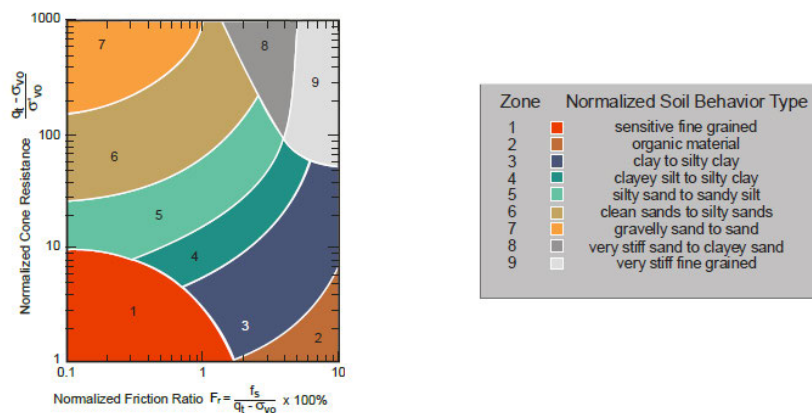 1000
7
8
9
Normalized Cone Resistance
qt - σvo
σ'vo
100
6
5
10
4
1
3
2
1
0.1
1
10
Normalized Friction Ratio Fr = fs / qt - σvo x 100%
Zone Normalized Soil Behavior Type
1 sensitive fine grained
2 organic material
3 clay to silty clay
4 clayey silt to silty clay
5 silty sand to sandy silt
6 clean sands to silty sands
7 gravelly sand to sand
8 very stiff sand to clayey sand
9 very stiff fine grained